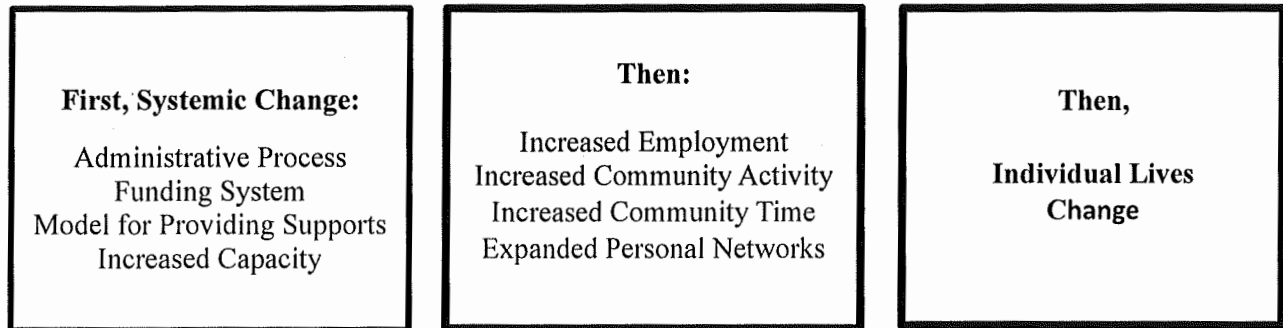 First, Systemic Change:
Administrative Process
Funding System
Model for Providing Supports
Increased Capacity
Then:
Increased Employment
Increased Community Activity
Increased Community Time
Expanded Personal Networks
Then,
Individual Lives
Change